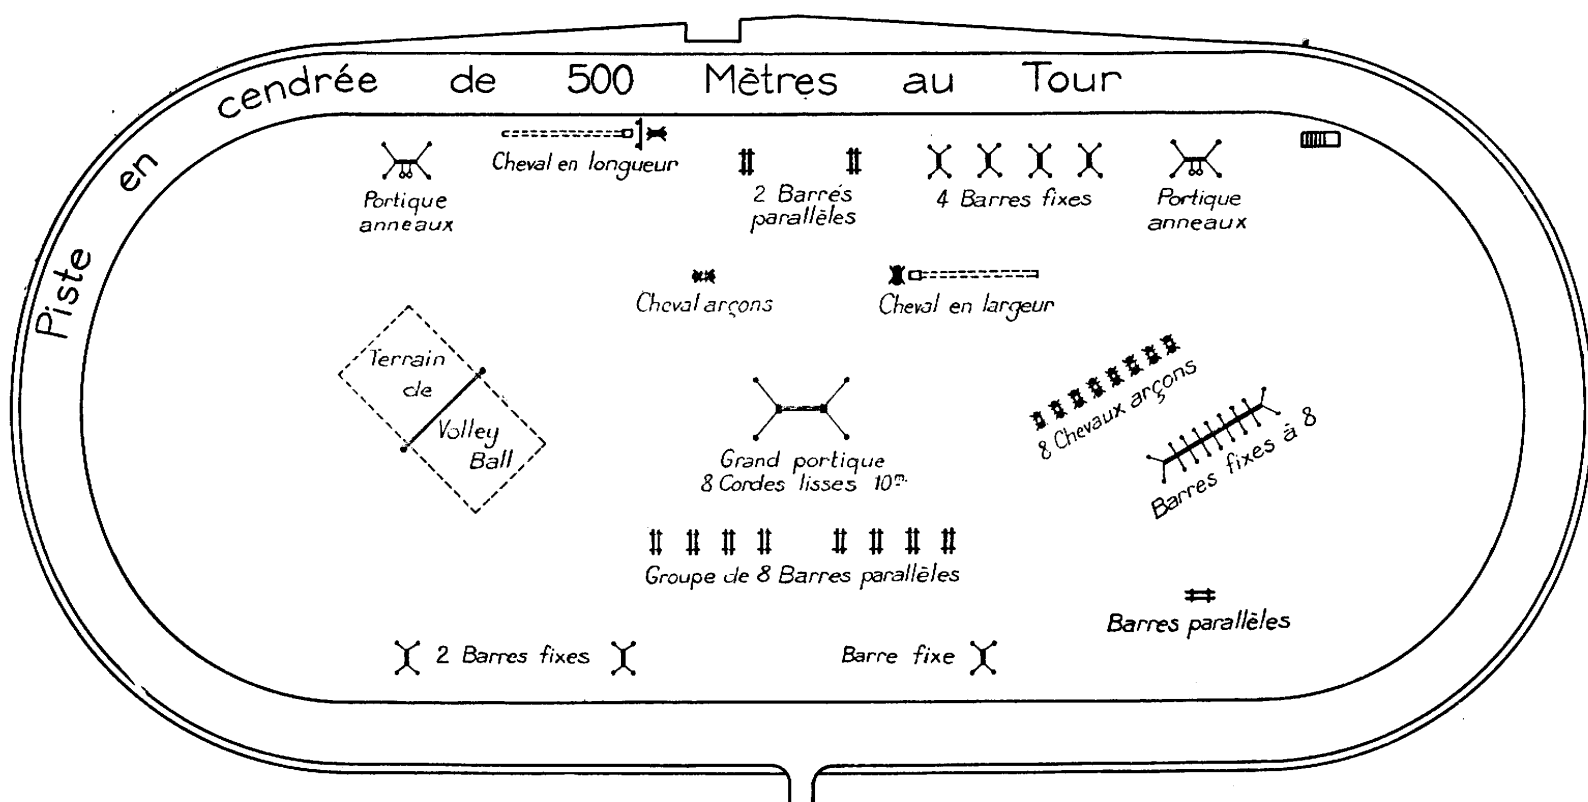 Piste en cendrée de 500 Mètres au Tour
Cheval en longueur
Portique
anneaux
2 Barrés
parallèles
4 Barres fixes
Portique
anneaux
Cheval arçons
Cheval en largeur
Terrain
de
Volley
Ball
Grand portique
8 Cordes lisses 10m.
8 Chevaux arçons
Barres fixes à 8
Groupe de 8 Barres parallèles
Barres parallèles
2 Barres fixes
Barre fixe